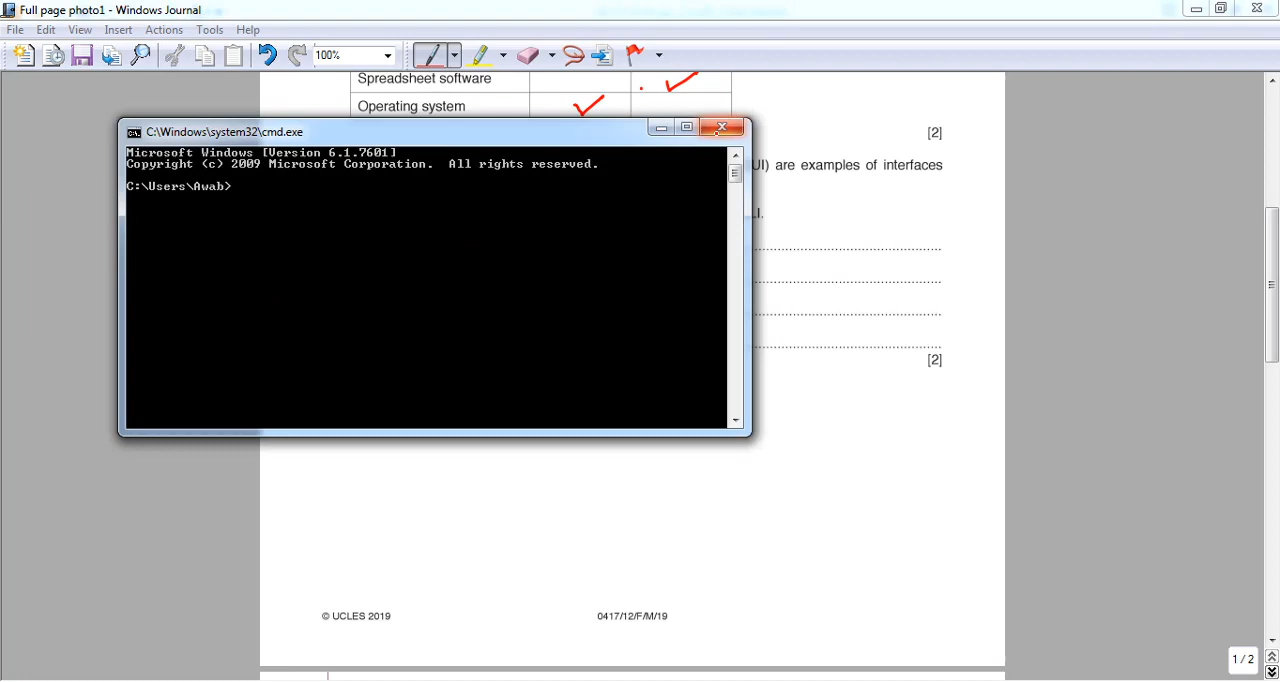 Full page photo1 - Windows Journal
File Edit View Insert Actions Tools Help
100%
Spreadsheet software
Operating system
[2]
C:\Windows\system32\cmd.exe
Microsoft Windows [Version 6.1.7601]
Copyright (c) 2009 Microsoft Corporation. All rights reserved.
C:\Users\Awab>
UI) are examples of interfaces
LI.
[2]
© UCLES 2019
0417/12/F/M/19
1 / 2